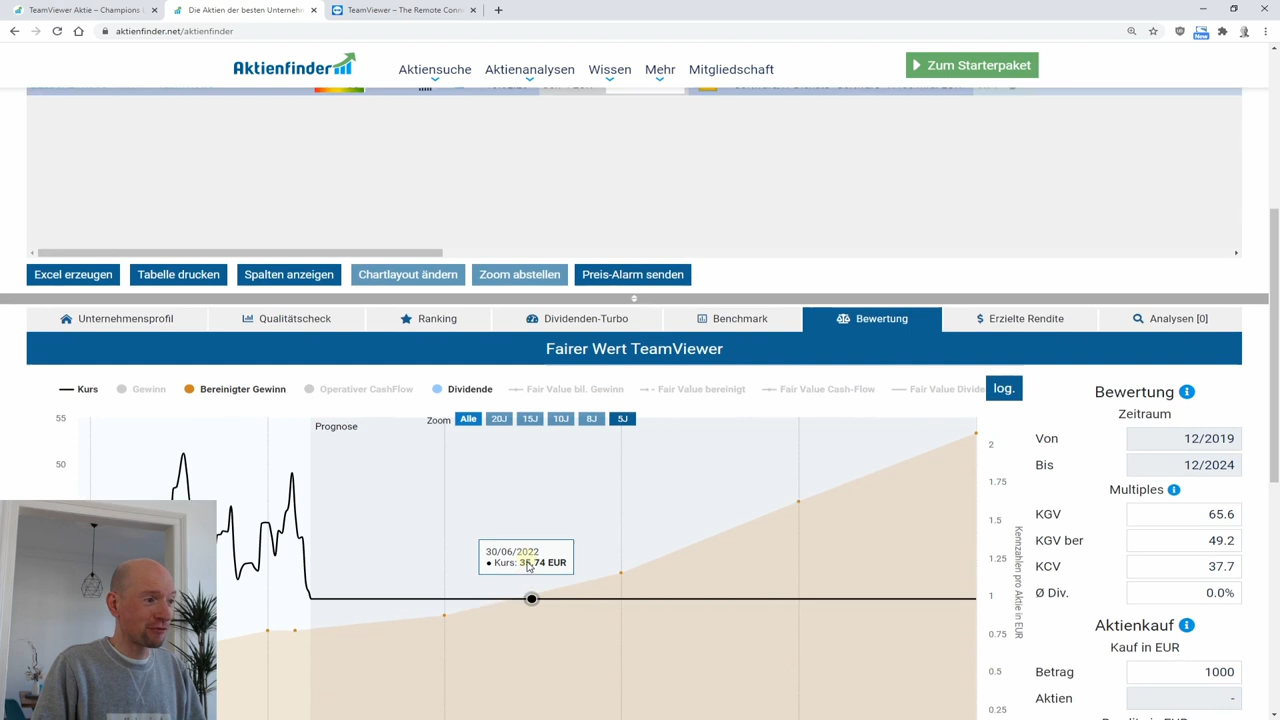 TeamViewer Aktie – Champions
Die Aktien der besten Unternehm
TeamViewer – The Remote Conn
aktienfinder.net/aktienfinder
New
Aktienfinder
Aktiensuche
Aktienanalysen
Wissen
Mehr
Mitgliedschaft
Zum Starterpaket
Excel erzeugen
Tabelle drucken
Spalten anzeigen
Chartlayout ändern
Zoom abstellen
Preis-Alarm senden
Unternehmensprofil
Qualitätscheck
Ranking
Dividenden-Turbo
Benchmark
Bewertung
Erzielte Rendite
Analysen [0]
Fairer Wert TeamViewer
Kurs
Gewinn
Bereinigter Gewinn
Operativer CashFlow
Dividende
Fair Value bil. Gewinn
Fair Value bereinigt
Fair Value Cash-Flow
Fair Value Divide
log.
55
50
Prognose
Zoom
Alle
20J
15J
10J
8J
5J
30/06/2022
Kurs: 74 EUR
2
1.75
1.5
1.25
1
0.75
0.5
0.25
Kennzahlen pro Aktie in EUR
Bewertung
Zeitraum
Von 12/2019
Bis 12/2024
Multiples
KGV 65.6
KGV ber 49.2
KCV 37.7
Ø Div. 0.0%
Aktienkauf
Kauf in EUR
Betrag 1000
Aktien -